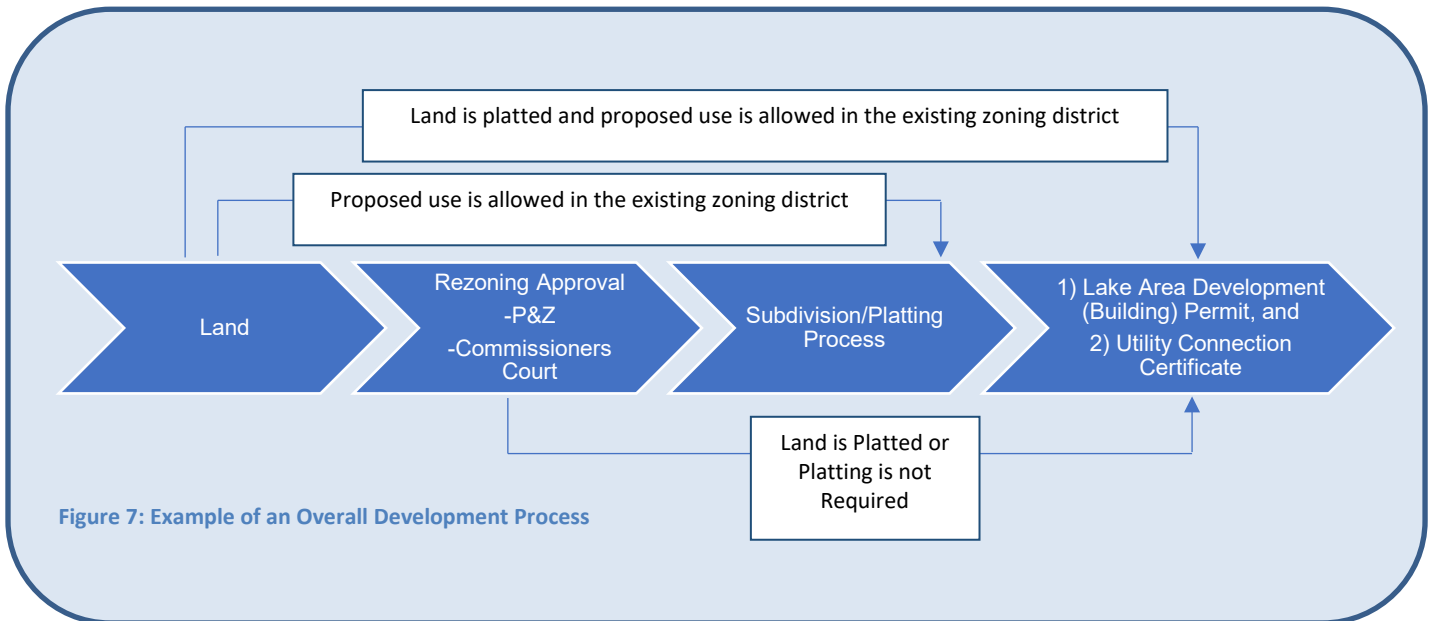 Land is platted and proposed use is allowed in the existing zoning district
Proposed use is allowed in the existing zoning district
Land
Rezoning Approval
-P&Z
-Commissioners
Court
Subdivision/Platting
Process
1) Lake Area Development
(Building) Permit, and
2) Utility Connection
Certificate
Land is Platted or
Platting is not
Required
Figure 7: Example of an Overall Development Process